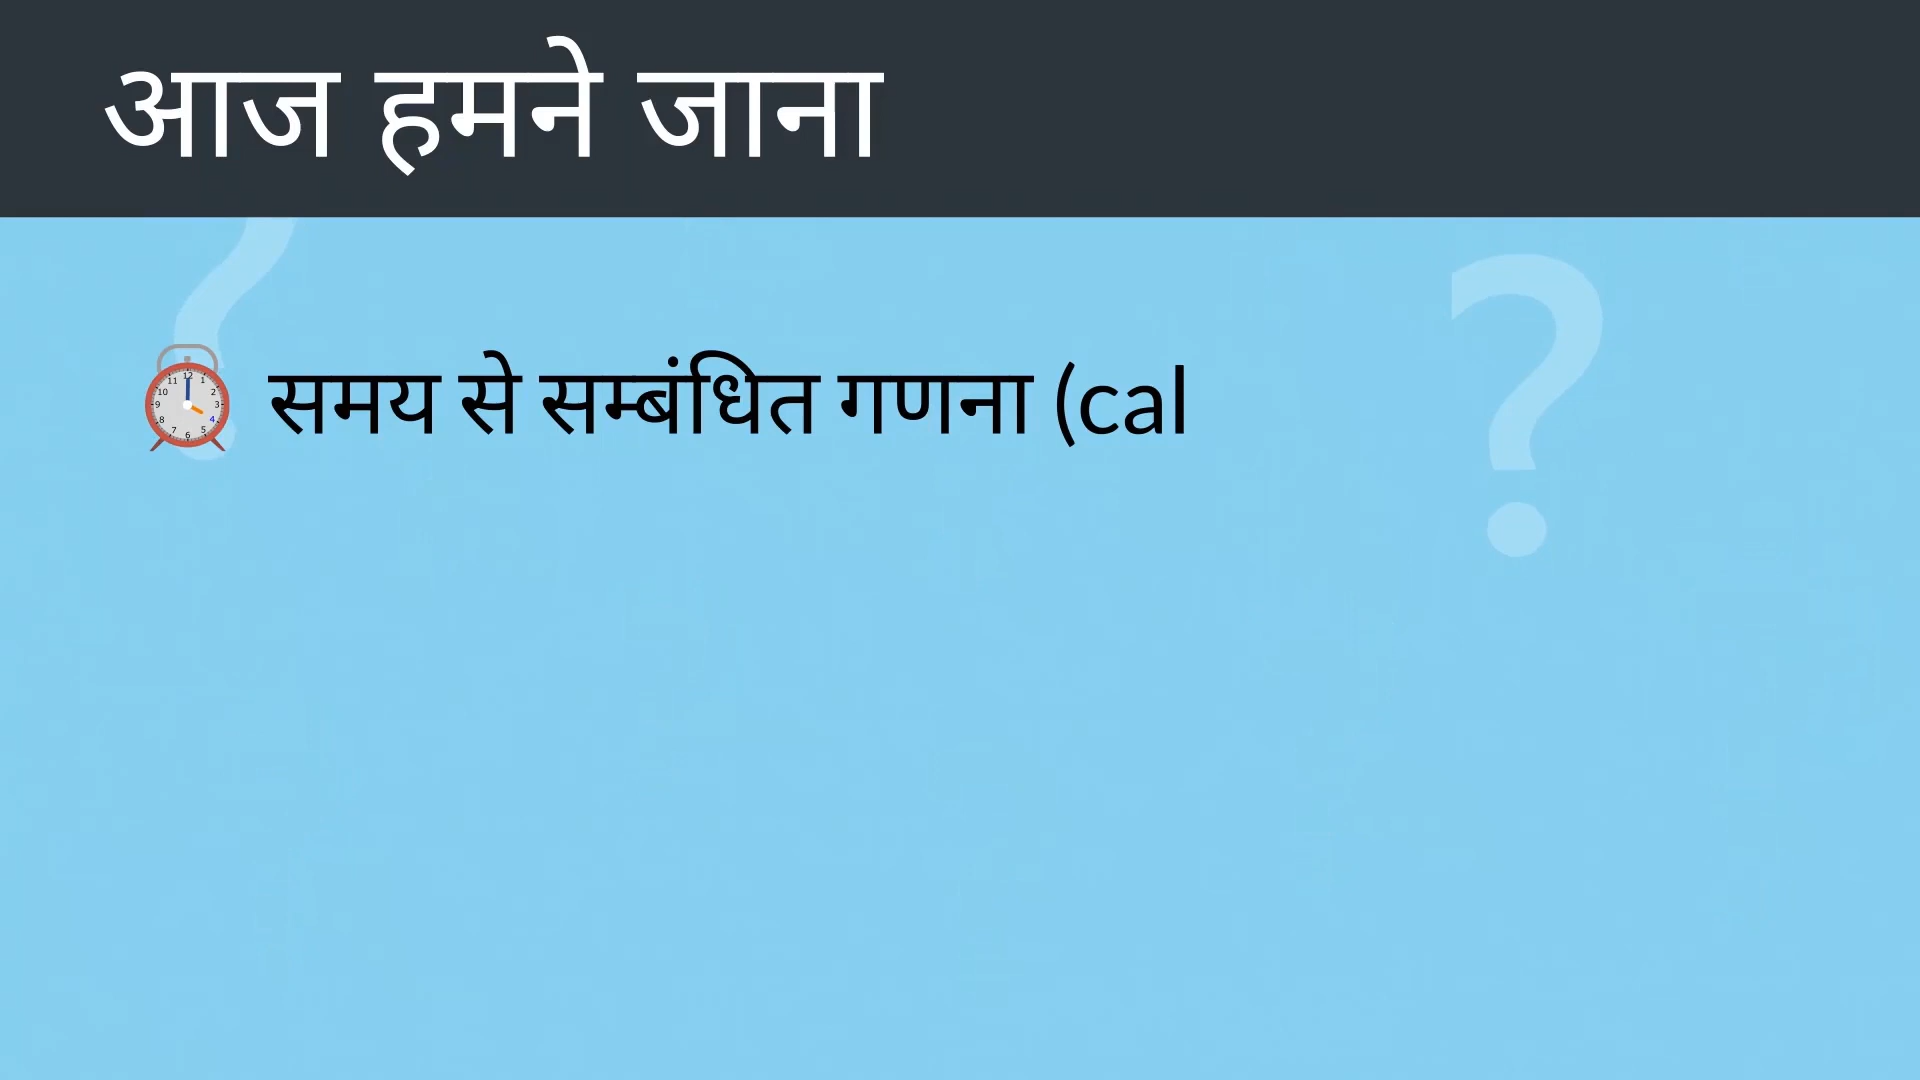 आज हमने जाना
समय से सम्बंधित गणना (cal